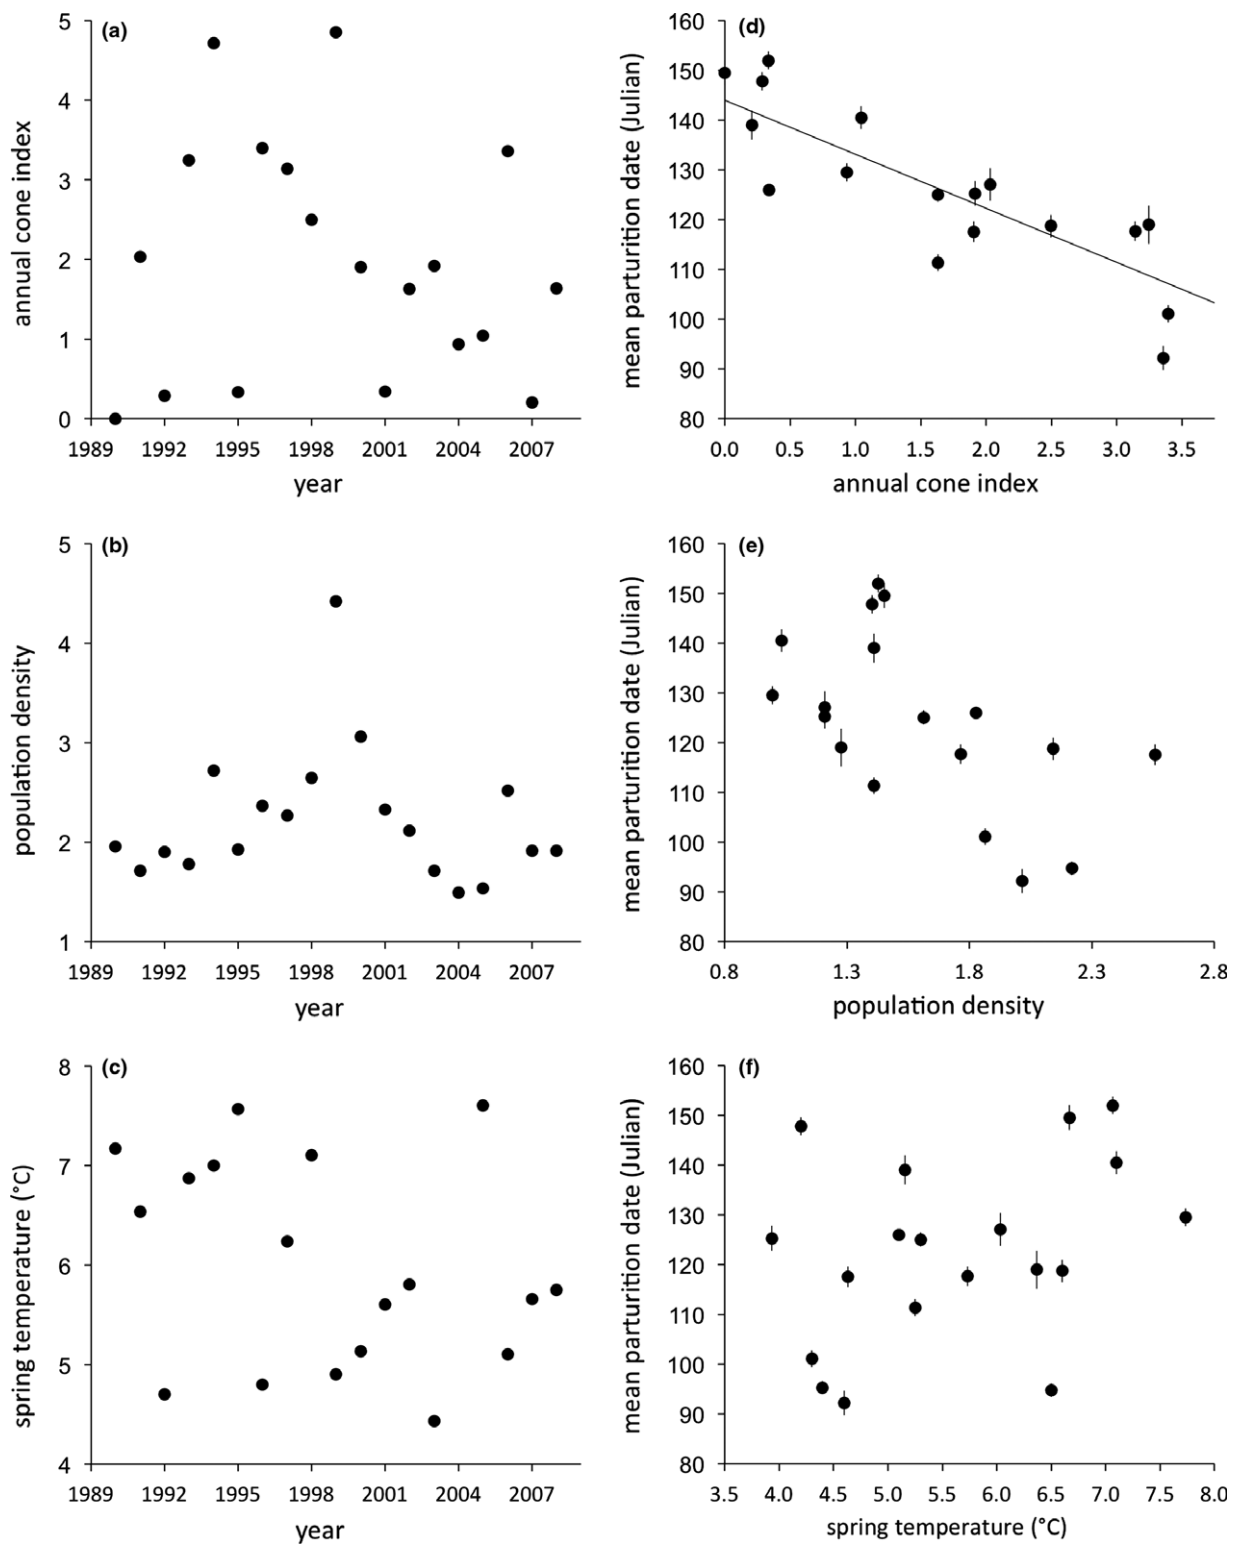 (a)
5
4
3
2
1
0
annual cone index
1989 1992 1995 1998 2001 2004 2007
year
(d)
160
150
140
130
120
110
100
90
80
mean parturition date (Julian)
0.0 0.5 1.0 1.5 2.0 2.5 3.0 3.5
annual cone index
(b)
5
4
3
2
1
population density
1989 1992 1995 1998 2001 2004 2007
year
(e)
160
150
140
130
120
110
100
90
80
mean parturition date (Julian)
0.8 1.3 1.8 2.3 2.8
population density
(c)
8
7
6
5
4
spring temperature (°C)
1989 1992 1995 1998 2001 2004 2007
year
(f)
160
150
140
130
120
110
100
90
80
mean parturition date (Julian)
3.5 4.0 4.5 5.0 5.5 6.0 6.5 7.0 7.5 8.0
spring temperature (°C)